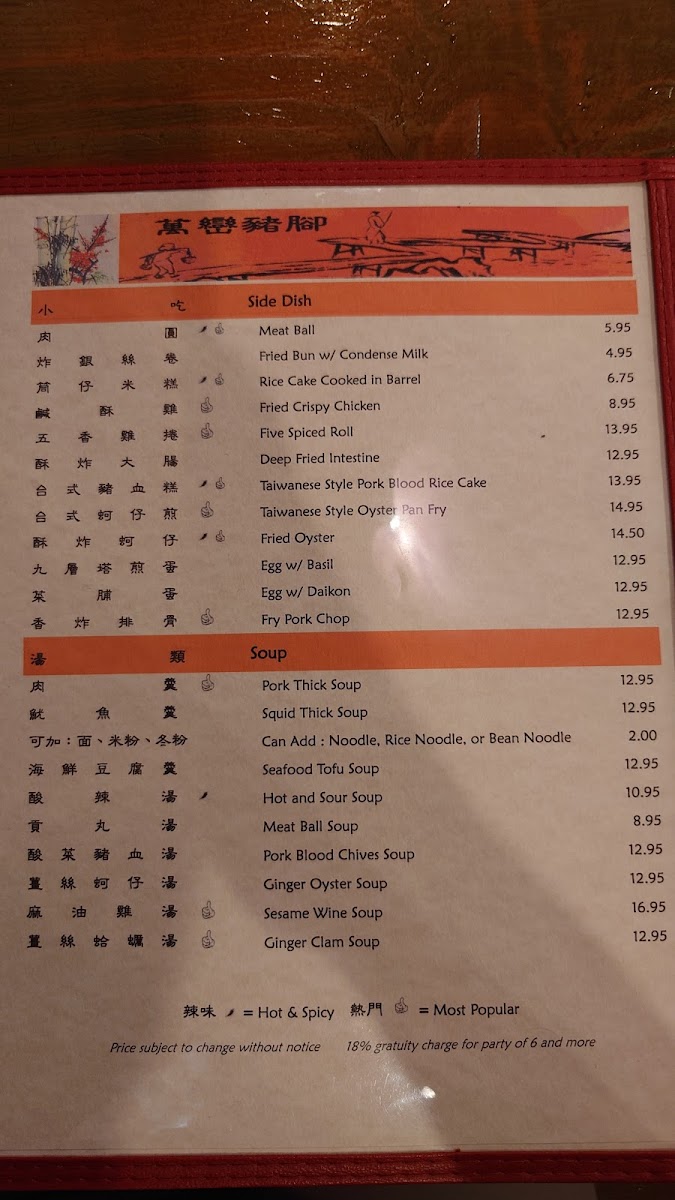 萬巒豬腳
小吃 Side Dish
肉圓 Meat Ball 5.95
炸銀絲卷 Fried Bun w/ Condense Milk 4.95
筒仔米糕 Rice Cake Cooked in Barrel 6.75
鹹酥雞 Fried Crispy Chicken 8.95
五香雞捲 Five Spiced Roll 13.95
酥炸大腸 Deep Fried Intestine 12.95
台式豬血糕 Taiwanese Style Pork Blood Rice Cake 13.95
台式蚵仔煎 Taiwanese Style Oyster Pan Fry 14.95
酥炸蚵仔 Fried Oyster 14.50
九層塔煎蛋 Egg w/ Basil 12.95
菜脯蛋 Egg w/ Daikon 12.95
香炸排骨 Fry Pork Chop 12.95
湯類 Soup
肉羹 Pork Thick Soup 12.95
魷魚羹 Squid Thick Soup 12.95
可加：面、米粉、冬粉 Can Add : Noodle, Rice Noodle, or Bean Noodle 2.00
海鮮豆腐羹 Seafood Tofu Soup 12.95
酸辣湯 Hot and Sour Soup 10.95
貢丸湯 Meat Ball Soup 8.95
酸菜豬血湯 Pork Blood Chives Soup 12.95
薑絲蚵仔湯 Ginger Oyster Soup 12.95
麻油雞湯 Sesame Wine Soup 16.95
薑絲蛤蠣湯 Ginger Clam Soup 12.95
辣味 = Hot & Spicy 熱門 = Most Popular
Price subject to change without notice 18% gratuity charge for party of 6 and more